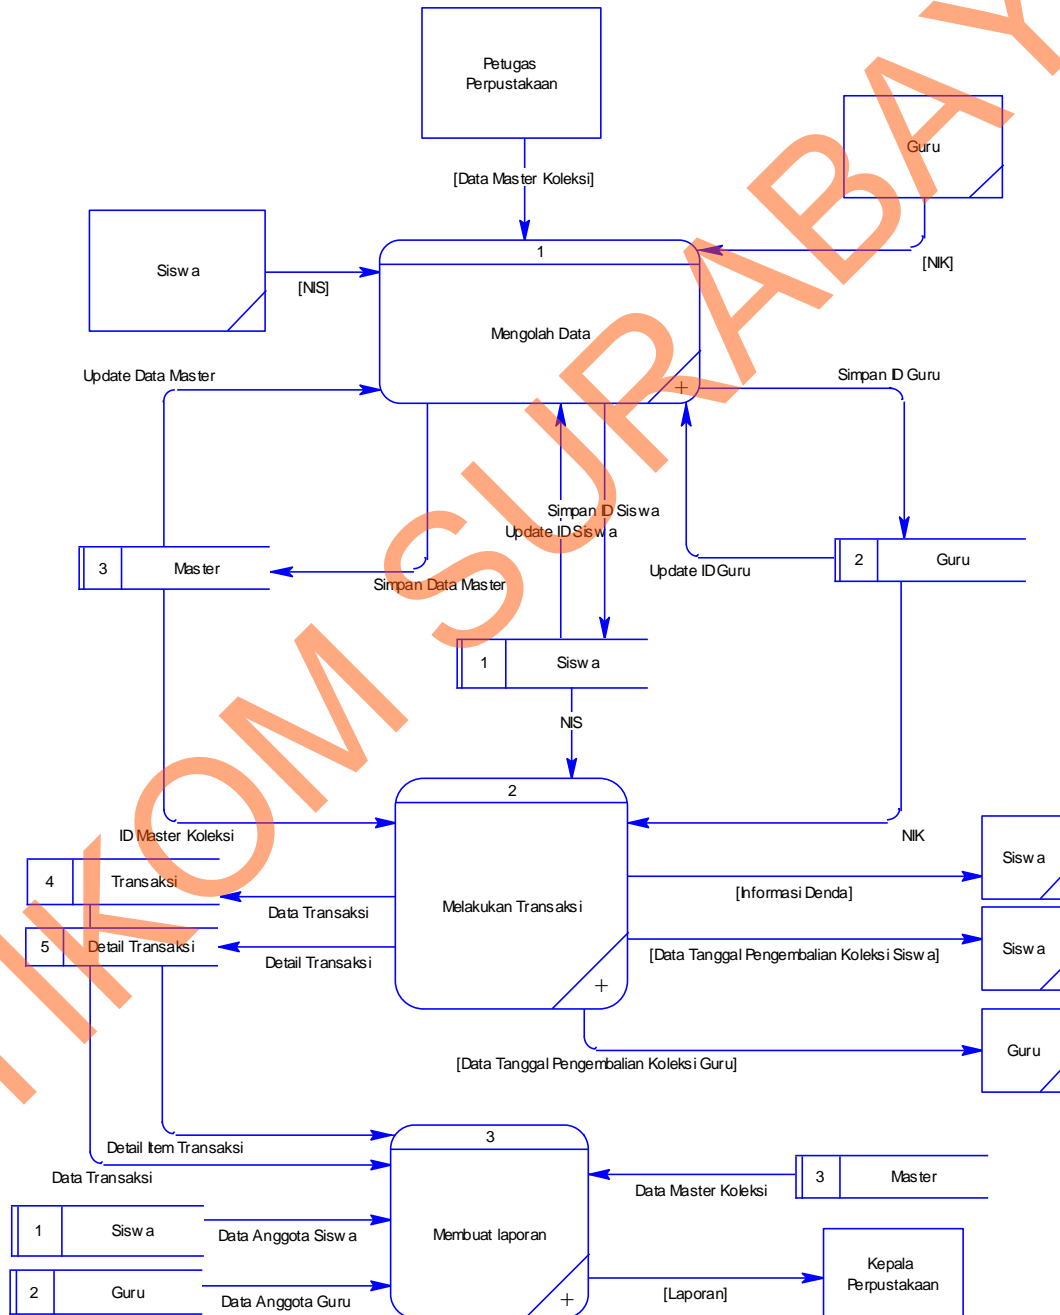 Petugas
Perpustakaan
Guru
[Data Master Koleksi]
1
Siswa
[NIS]
[NIK]
Mengolah Data
+
Update Data Master
Simpan ID Guru
Simpan ID Siswa
Update ID Siswa
3 Master
Simpan Data Master
Update ID Guru
2 Guru
1 Siswa
NIS
2
ID Master Koleksi
NIK
4 Transaksi
Data Transaksi
Melakukan Transaksi
[Informasi Denda]
Siswa
5 Detail Transaksi
Detail Transaksi
[Data Tanggal Pengembalian Koleksi Siswa]
Siswa
+
[Data Tanggal Pengembalian Koleksi Guru]
Guru
3
Detail Item Transaksi
Data Transaksi
Data Master Koleksi
3 Master
1 Siswa
Data Anggota Siswa
Membuat laporan
2 Guru
Data Anggota Guru
+
[Laporan]
Kepala
Perpustakaan
IKOM SURABAY